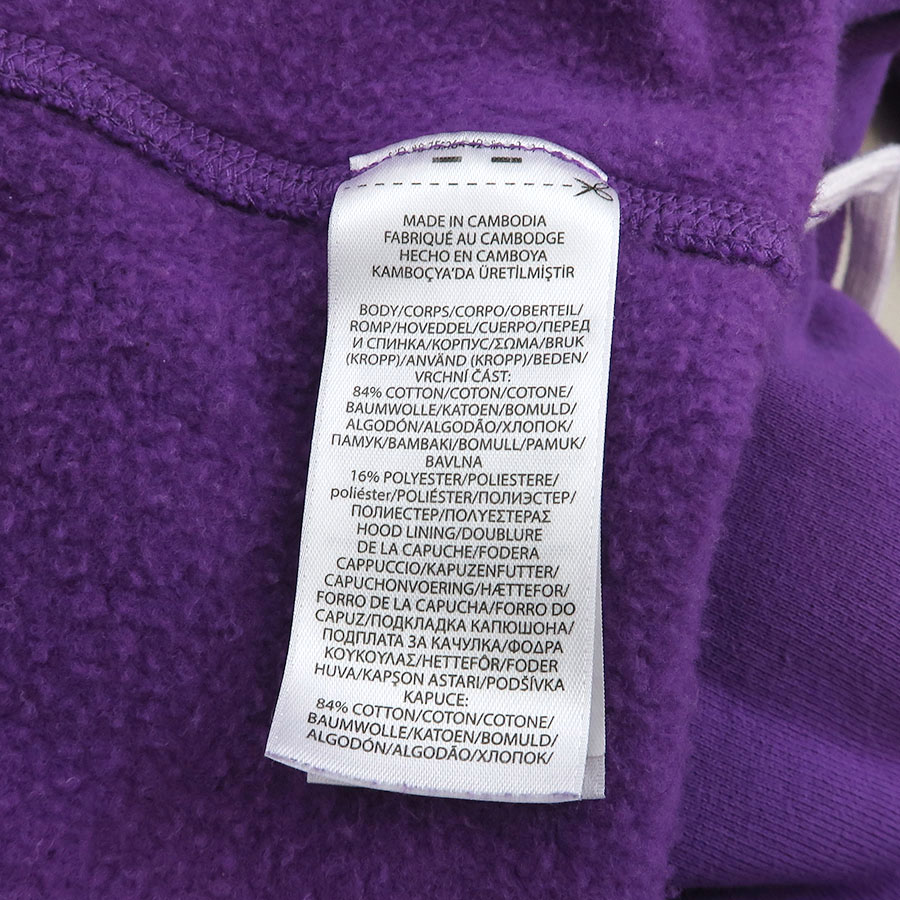 MADE IN CAMBODIA
FABRIQUÉ AU CAMBODGE
HECHO EN CAMBOYA
KAMBOÇYA'DA ÜRETİLMİŞTİR
BODY/CORPS/CORPO/OBERTEIL/
ROMP/HOVEDDEL/CUERPO/ПЕРЕД
И СПИНКА/КОРПУС/ΣΩΜΑ/BRUK
(KROPP)/ANVÄND (KROPP)/BEDEN/
VRCHNÍ ČÁST:
84% COTTON/COTON/COTONE/
BAUMWOLLE/KATOEN/BOMULD/
ALGODÓN/ALGODÃO/ХЛОПОК/
ПАМУК/BAMBAKI/BOMULL/PAMUK/
BAVLNA
16% POLYESTER/POLIESTERE/
poliéster/POLIÉSTER/ПОЛИЭСТЕР/
ПОЛИЕСТЕР/ΠΟΛΥΕΣΤΕΡΑΣ
HOOD LINING/DOUBLURE
DE LA CAPUCHE/FODERA
CAPPUCCIO/KAPUZENFUTTER/
CAPUCHONVOERING/HÆTTEFOR/
FORRO DE LA CAPUCHA/FORRO DO
CAPUZ/ПОДКЛАДКА КАПЮШОНА/
ПОДПЛАТА ЗА КАЧУЛКА/ΦΟΔΡΑ
ΚΟΥΚΟΥΛΑΣ/HETTEFÔR/FODER
HUVA/KAPŞON ASTARI/PODŠÍVKA
KAPUCE:
84% COTTON/COTON/COTONE/
BAUMWOLLE/KATOEN/BOMULD/
ALGODÓN/ALGODÃO/ХЛОПОК/